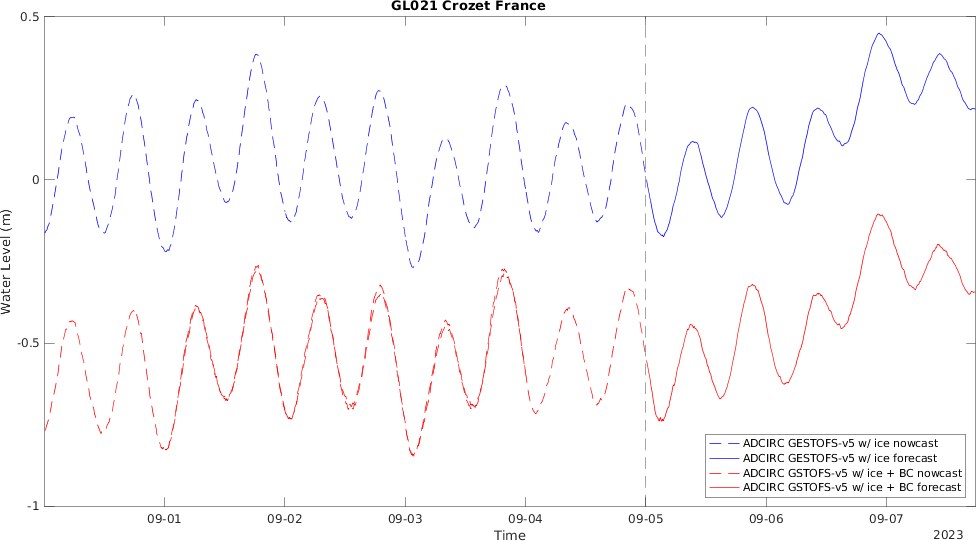 GL021 Crozet France
0.5
0
-0.5
-1
Water Level (m)
ADCIRC GESTOFS-v5 w/ ice nowcast
ADCIRC GESTOFS-v5 w/ ice forecast
ADCIRC GSTOFS-v5 w/ ice + BC nowcast
ADCIRC GSTOFS-v5 w/ ice + BC forecast
09-01 09-02 09-03 09-04 09-05 09-06 09-07
Time
2023